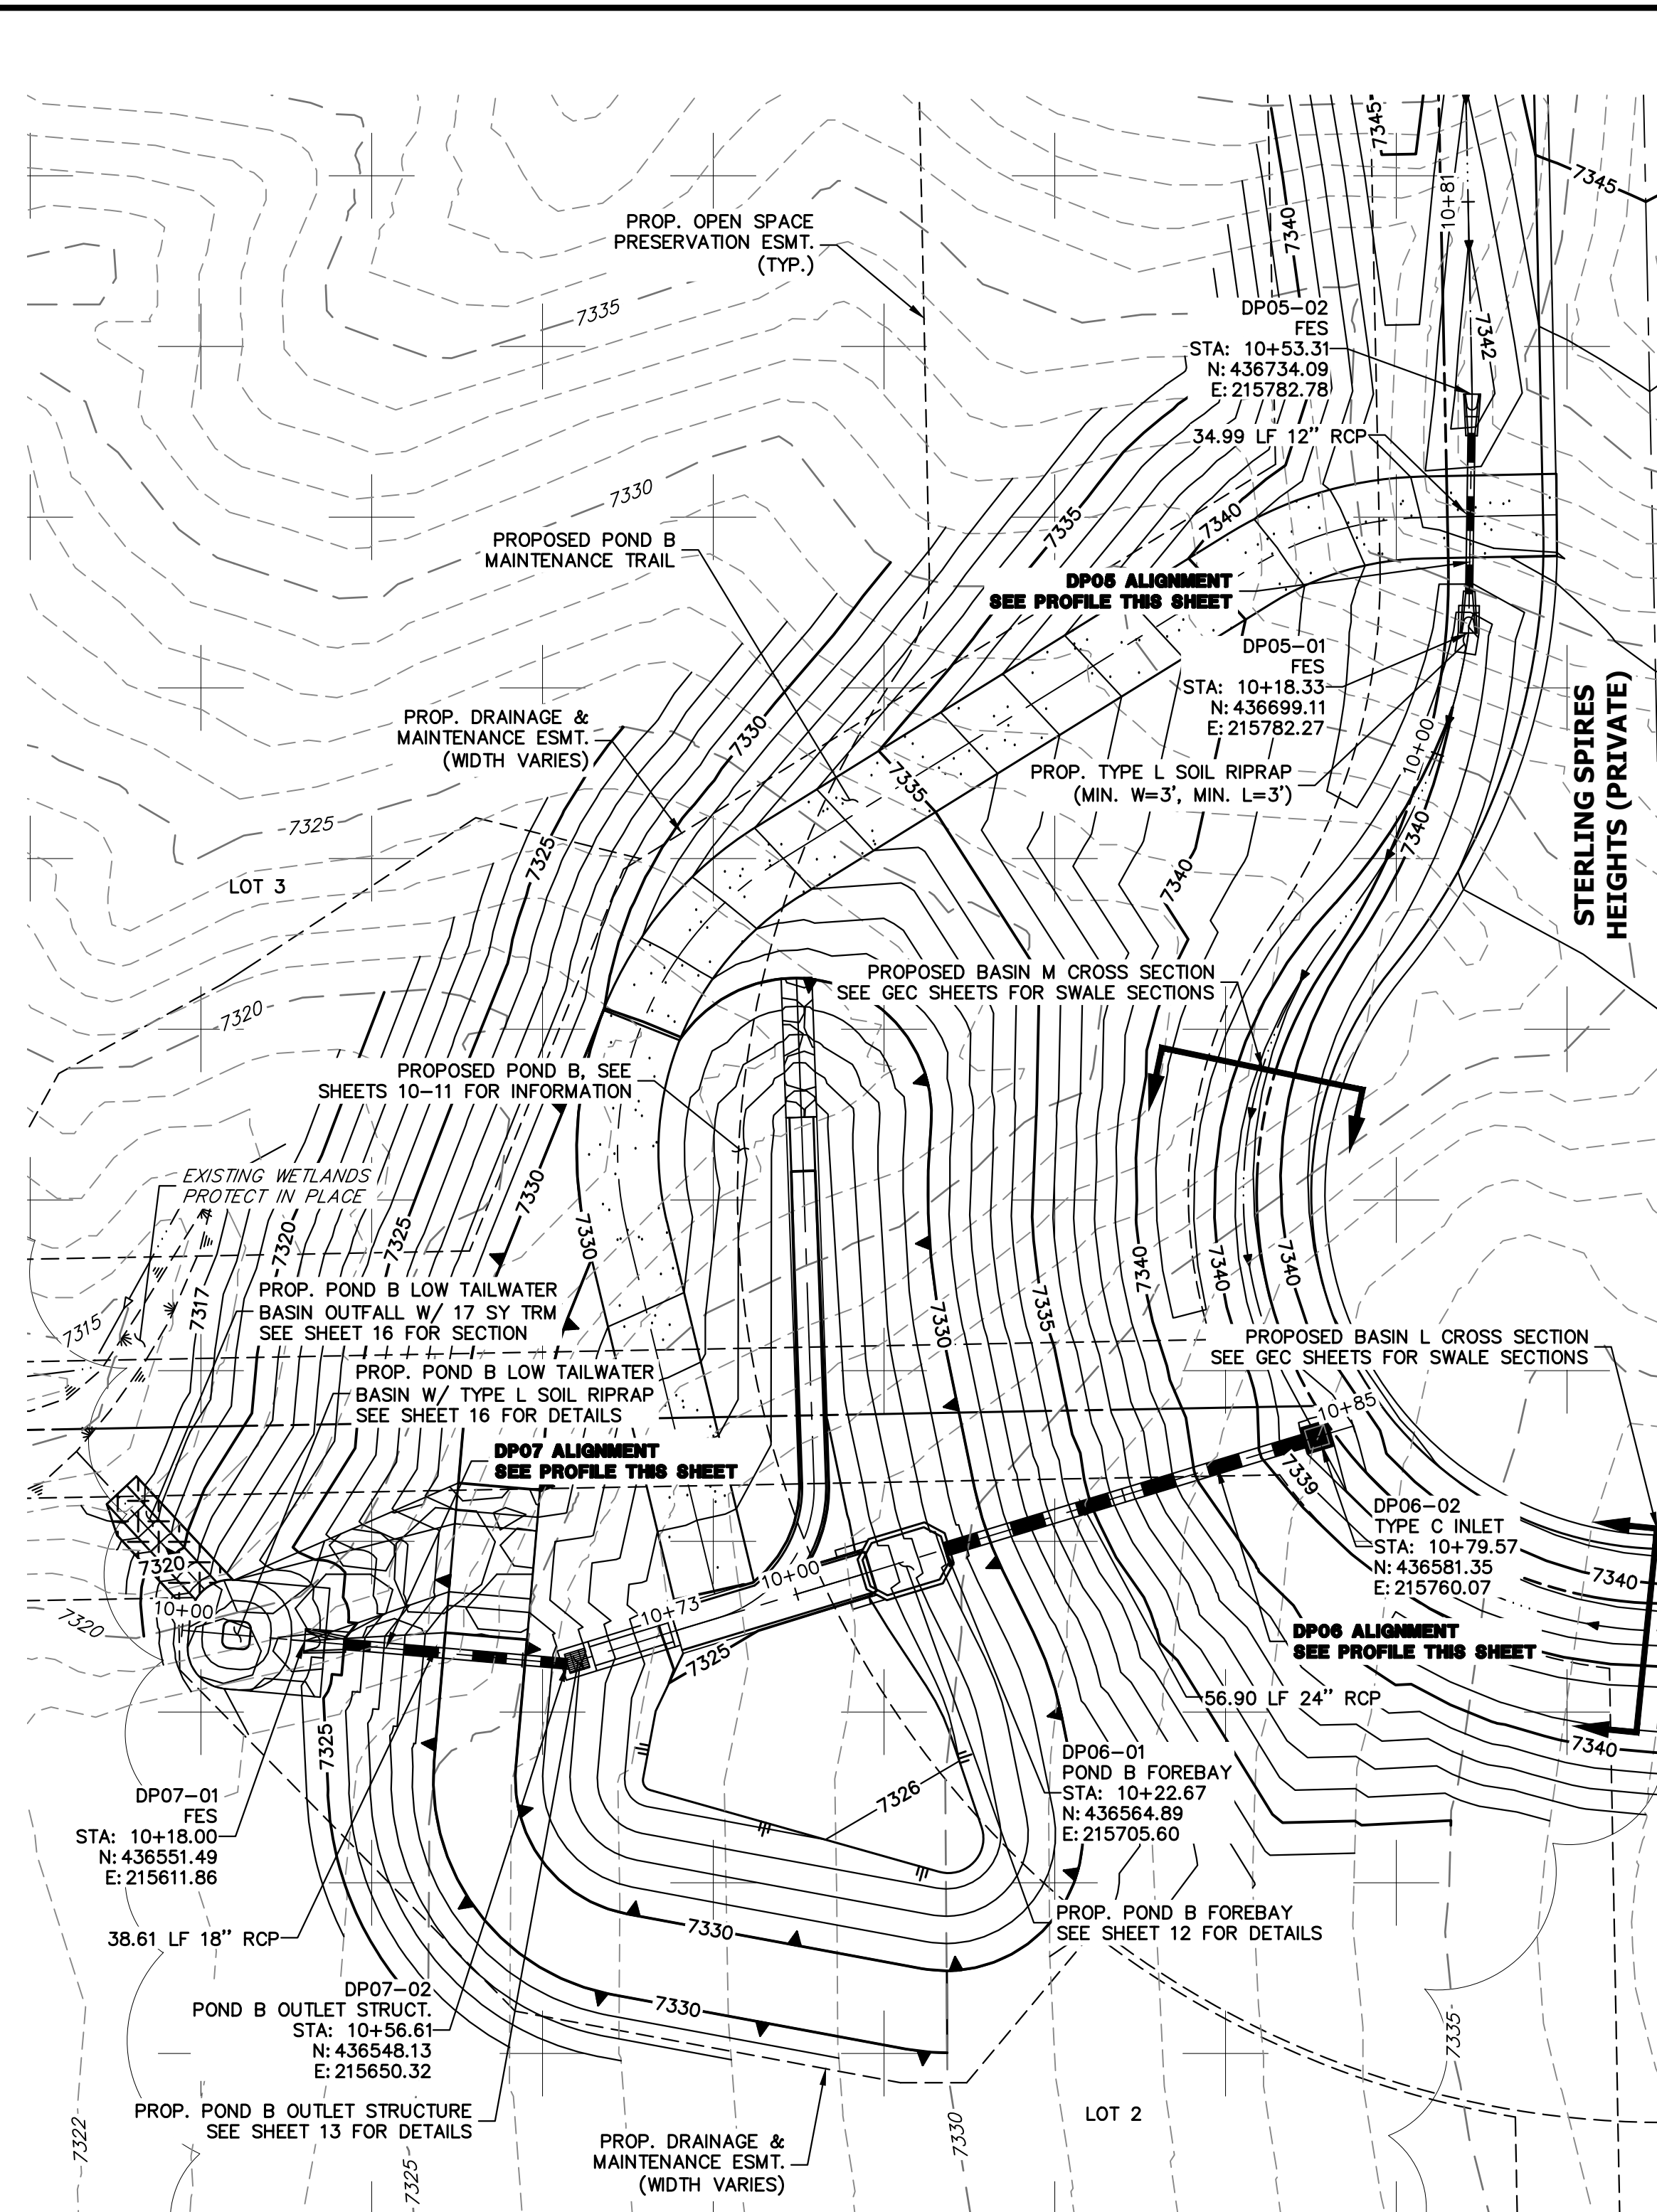 7345
7345
10+81
7340
PROP. OPEN SPACE
PRESERVATION ESMT.
(TYP.)
7335
7342
DP05-02
FES
STA: 10+53.31
N: 436734.09
E: 215782.78
34.99 LF 12" RCP
7330
7335
7340
PROPOSED POND B
MAINTENANCE TRAIL
DP05 ALIGNMENT
SEE PROFILE THIS SHEET
DP05-01
FES
STA: 10+18.33
N: 436699.11
E: 215782.27
PROP. DRAINAGE &
MAINTENANCE ESMT.
(WIDTH VARIES)
7330
7335
10+00
PROP. TYPE L SOIL RIPRAP
(MIN. W=3', MIN. L=3')
STERLING SPIRES
HEIGHTS (PRIVATE)
7325
7325
7340
7340
LOT 3
PROPOSED BASIN M CROSS SECTION
SEE GEC SHEETS FOR SWALE SECTIONS
7320
PROPOSED POND B, SEE
SHEETS 10-11 FOR INFORMATION
EXISTING WETLANDS
PROTECT IN PLACE
7330
7320
7325
7330
7340
7340
7340
7317
7315
PROP. POND B LOW TAILWATER
BASIN OUTFALL W/ 17 SY TRM
SEE SHEET 16 FOR SECTION
7330
7335
PROPOSED BASIN L CROSS SECTION
SEE GEC SHEETS FOR SWALE SECTIONS
PROP. POND B LOW TAILWATER
BASIN W/ TYPE L SOIL RIPRAP
SEE SHEET 16 FOR DETAILS
10+85
DP07 ALIGNMENT
SEE PROFILE THIS SHEET
7339
DP06-02
TYPE C INLET
STA: 10+79.57
N: 436581.35
E: 215760.07
7320
10+00
7340
7320
10+00
10+73
DP06 ALIGNMENT
SEE PROFILE THIS SHEET
7325
56.90 LF 24" RCP
7325
7340
DP06-01
POND B FOREBAY
STA: 10+22.67
N: 436564.89
E: 215705.60
7326
DP07-01
FES
STA: 10+18.00
N: 436551.49
E: 215611.86
PROP. POND B FOREBAY
SEE SHEET 12 FOR DETAILS
7330
38.61 LF 18" RCP
DP07-02
POND B OUTLET STRUCT.
STA: 10+56.61
N: 436548.13
E: 215650.32
7330
7335
PROP. POND B OUTLET STRUCTURE
SEE SHEET 13 FOR DETAILS
LOT 2
7322
7325
PROP. DRAINAGE &
MAINTENANCE ESMT.
(WIDTH VARIES)
7330